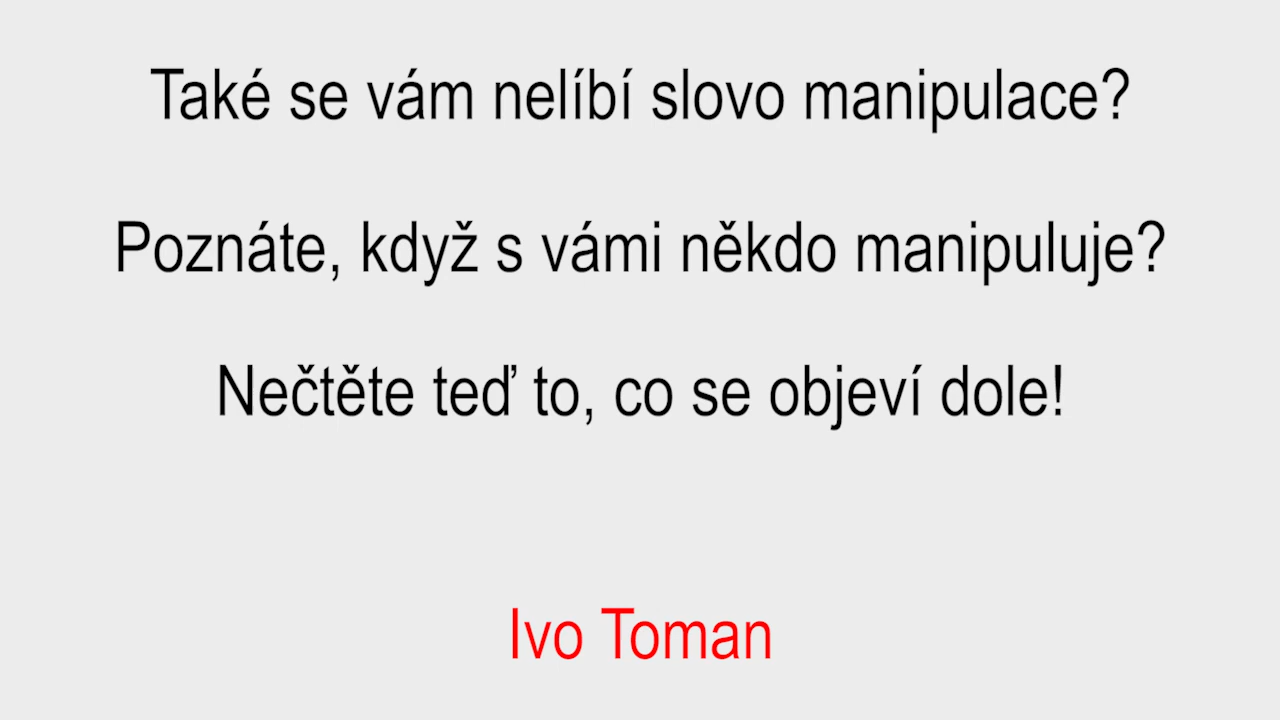 Také se vám nelíbí slovo manipulace?
Poznáte, když s vámi někdo manipuluje?
Nečtěte teď to, co se objeví dole!
Ivo Toman